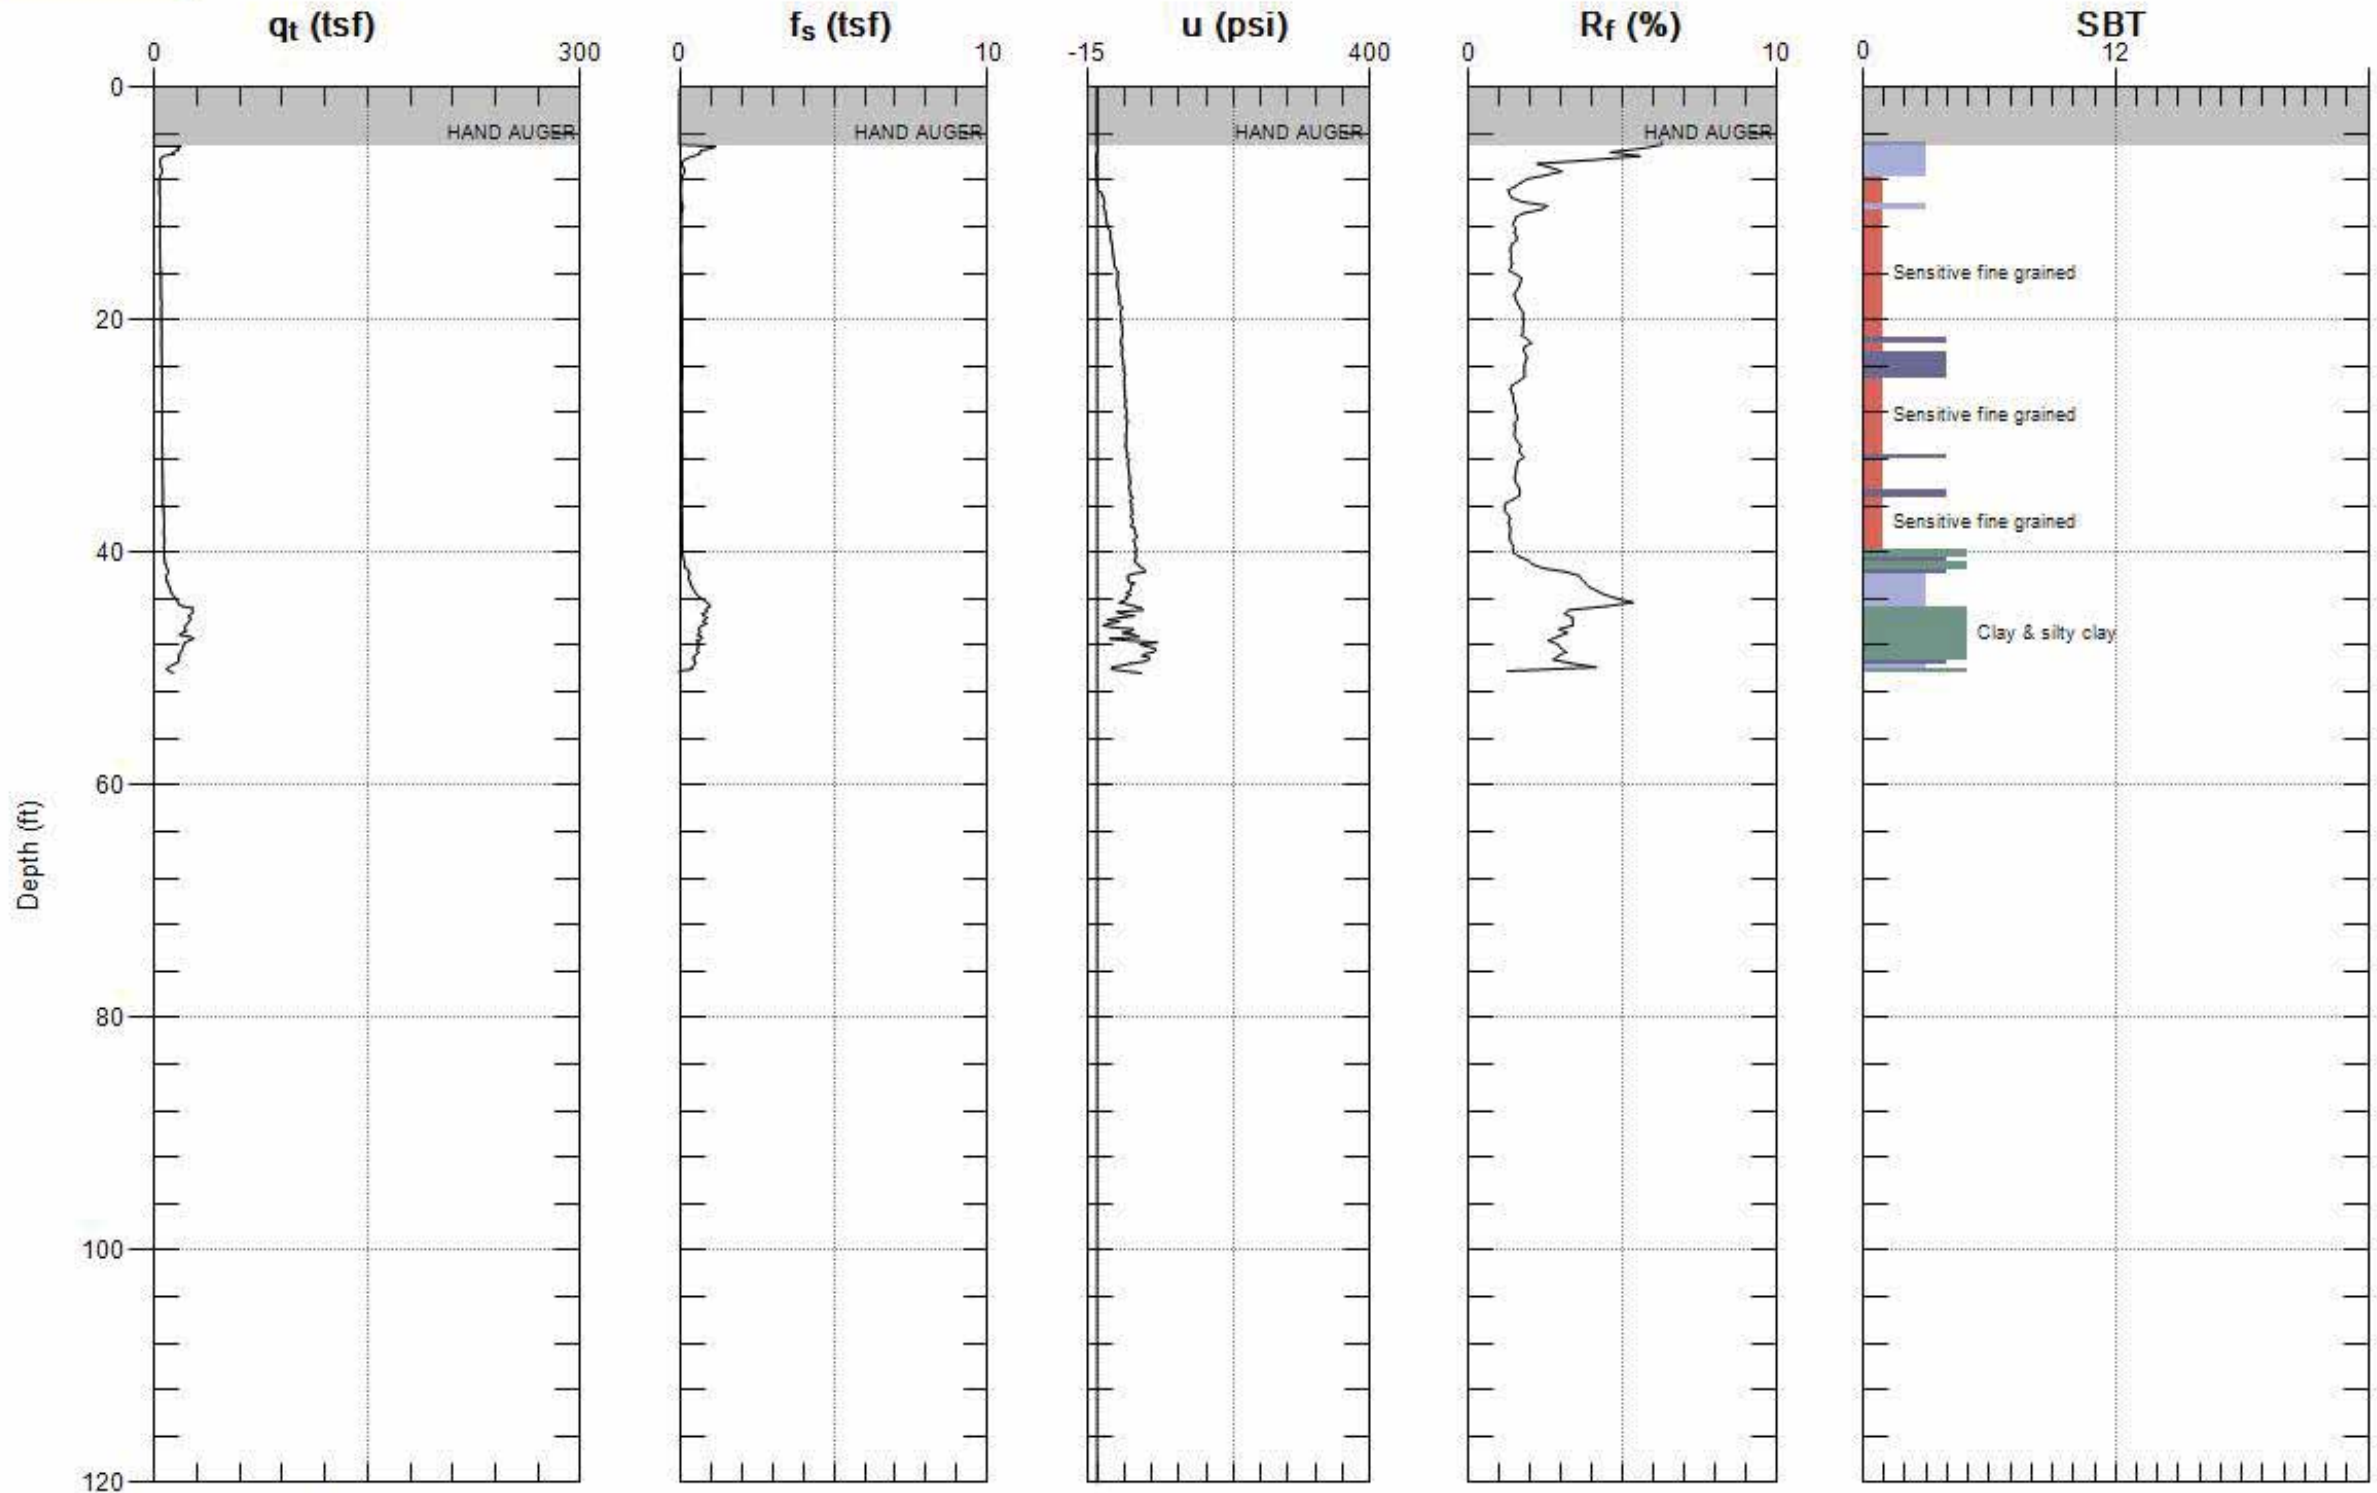 qt (tsf) fs (tsf) u (psi) Rf (%) SBT
0 300 0 10 -15 400 0 10 0 12
0
HAND AUGER HAND AUGER HAND AUGER HAND AUGER
Sensitive fine grained
20
Sensitive fine grained
Sensitive fine grained
40
Clay & silty clay
60
Depth (ft)
80
100
120